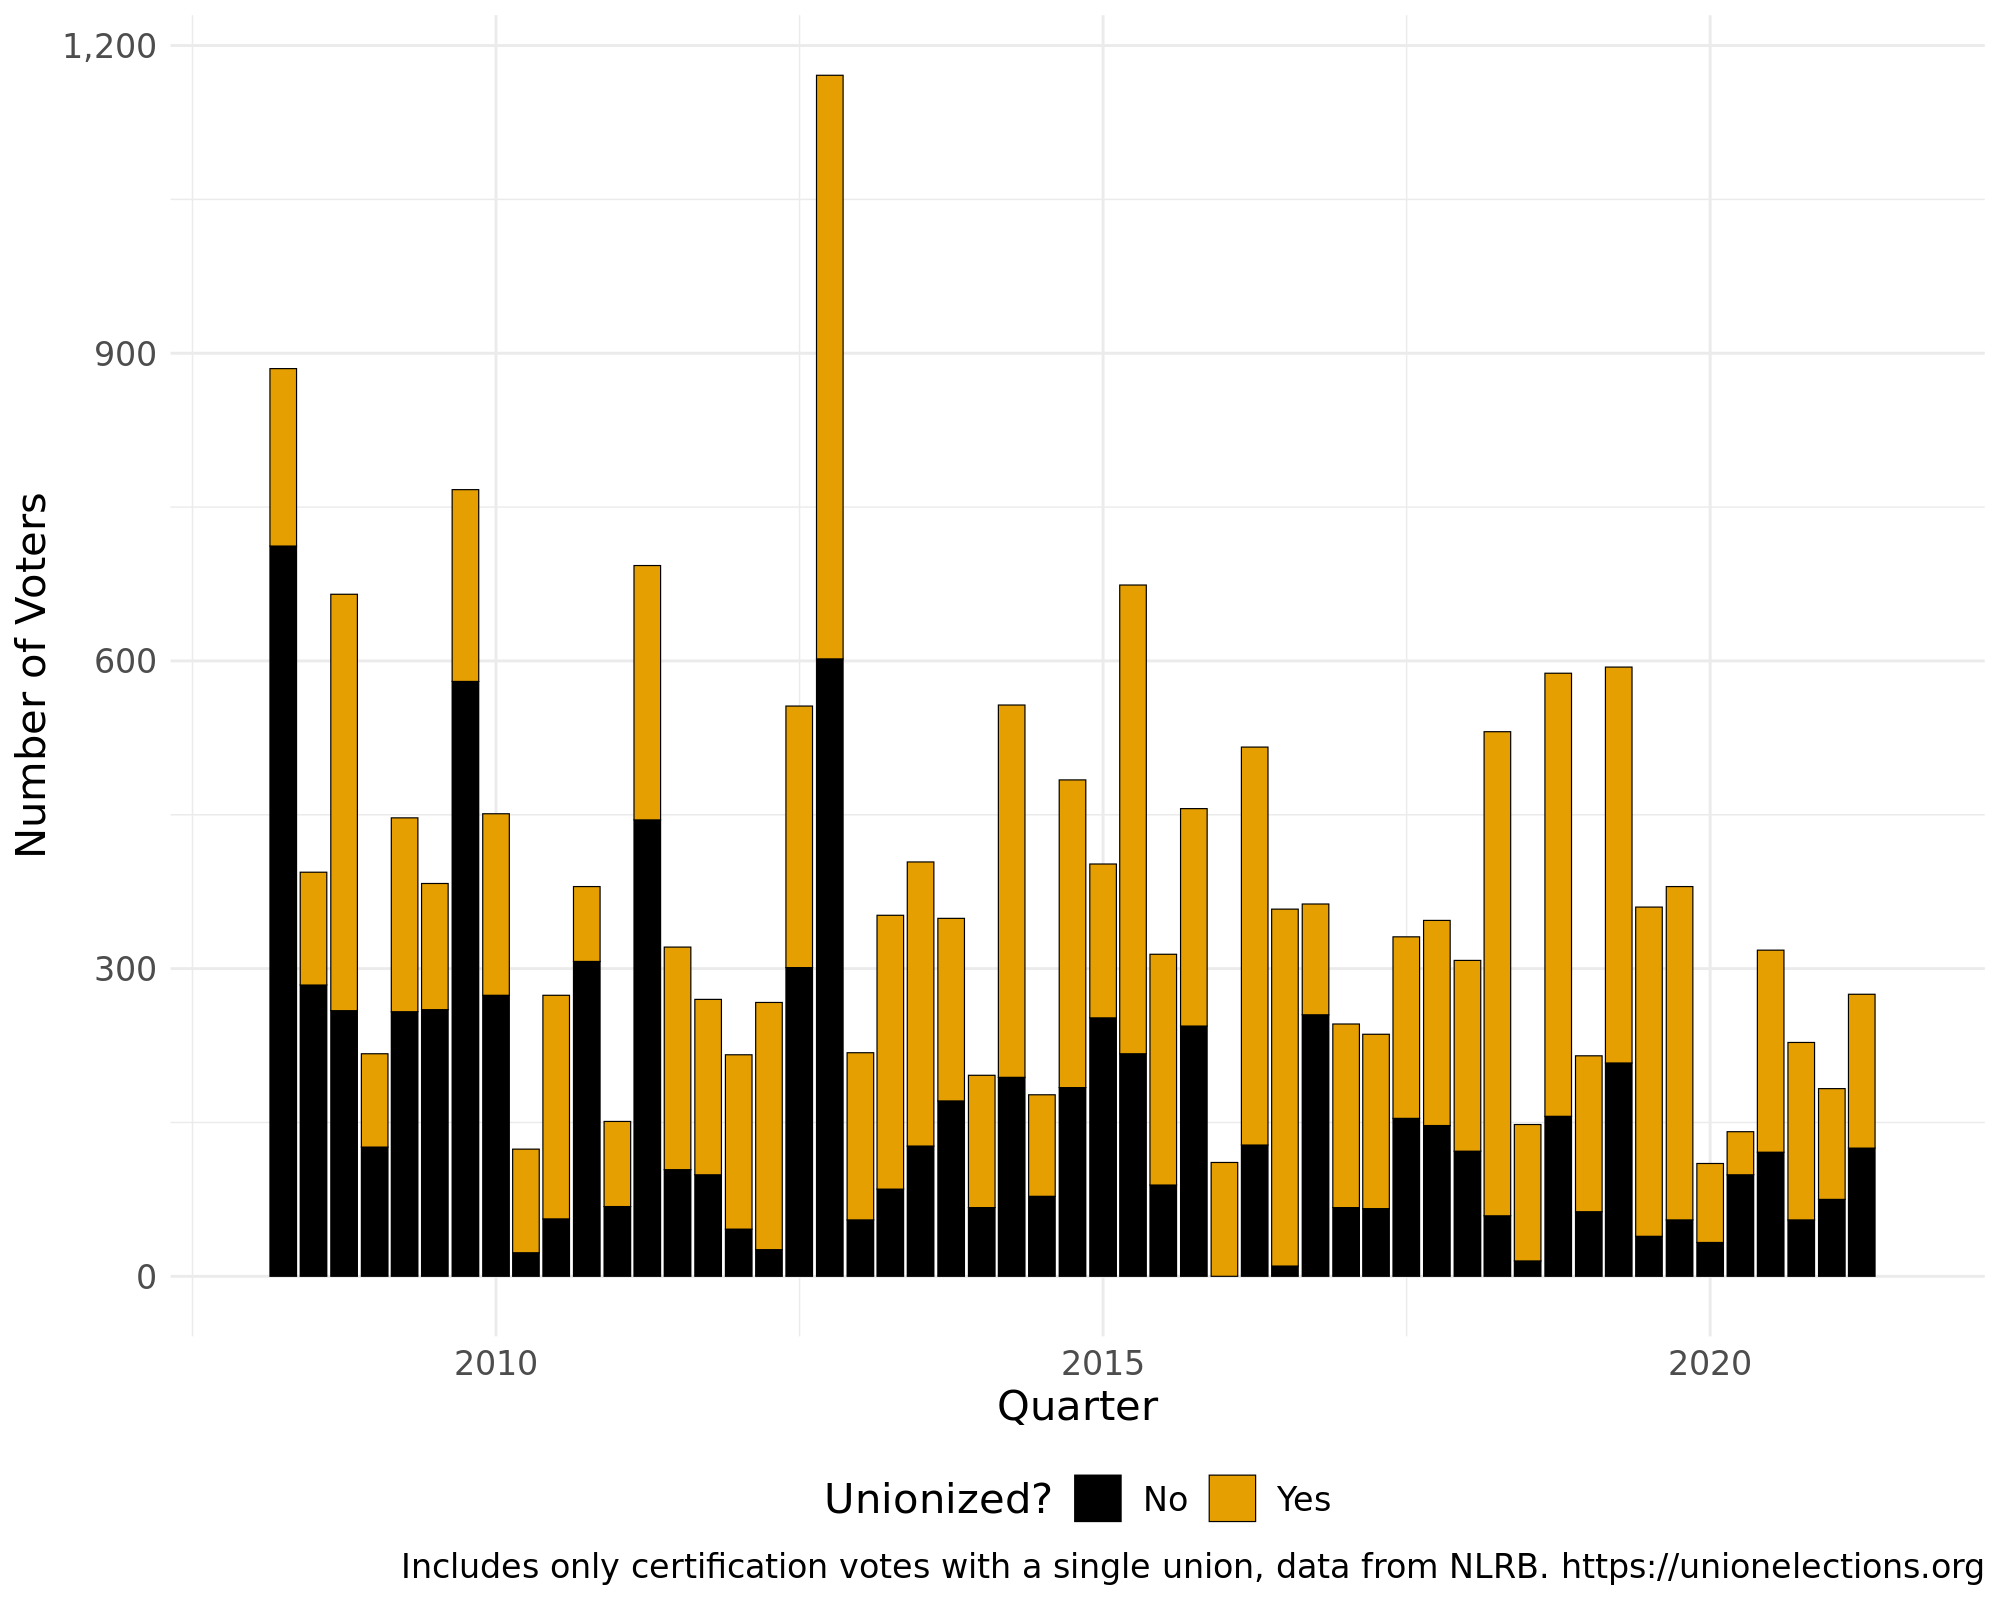 1,200
900
600
300
0
Number of Voters
2010 2015 2020
Quarter
Unionized? No Yes
Includes only certification votes with a single union, data from NLRB. https://unionelections.org